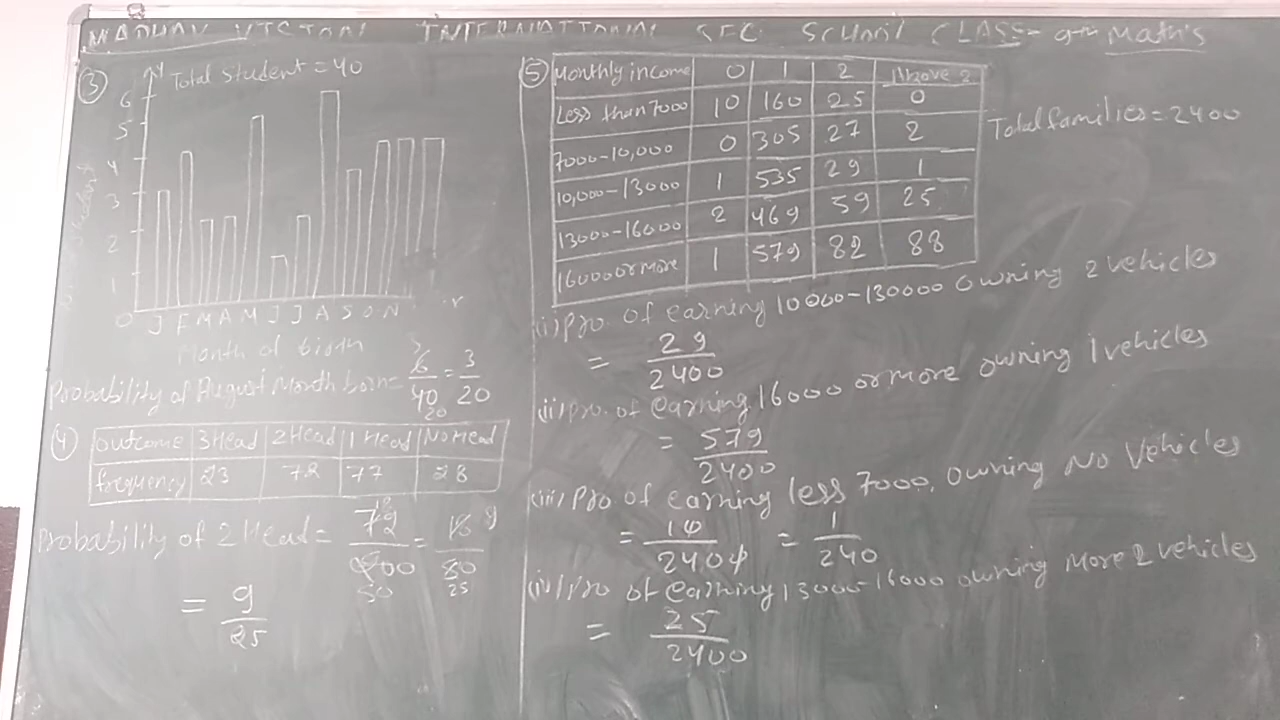 MADHAV VICTORY INTERNATIONAL SEC. SCHOOL CLASS- 9th Maths
③ Total student = 40
Y
6
5
4
3
2
1
O J F M A M J J A S O N
Month of birth
Probability of August Month born = 6/40 = 3/20
20
④ outcome 3 Head 2 Head 1 Head No Head
frequency 23 72 77 28
Probability of 2 Head = 72/200 = 18/50
= 9/25
⑤ Monthly income 0 1 2 Above 2
Less than 7000 10 160 25 0
7000-10,000 0 305 27 2
10,000-13000 1 535 29 1
13000-16000 2 469 59 25
16000 or more 1 579 82 88
Total families = 2400
(i) Pro. of earning 10000-130000 owning 2 vehicles
= 29/2400
(ii) Pro. of earning 16000 or more owning 1 vehicles
= 579/2400
(iii) Pro of earning less 7000, owning No Vehicles
= 10/2400 = 1/240
(iv) Pro of earning 13000-16000 owning More 2 vehicles
= 25/2400